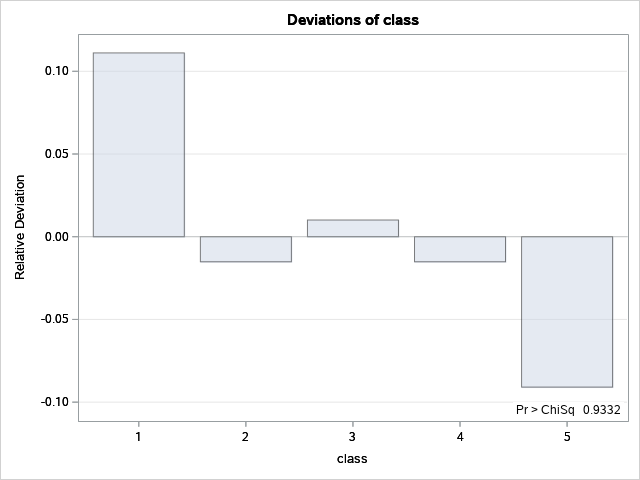 Deviations of class
0.10
0.05
0.00
-0.05
-0.10
Relative Deviation
Pr > ChiSq 0.9332
1 2 3 4 5
class